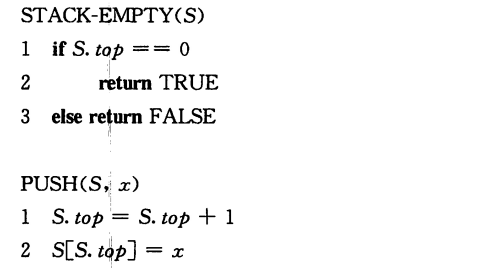 STACK-EMPTY(S)
1 if S. top == 0
2 return TRUE
3 else return FALSE
PUSH(S, x)
1 S. top = S. top + 1
2 S[S. top] = x